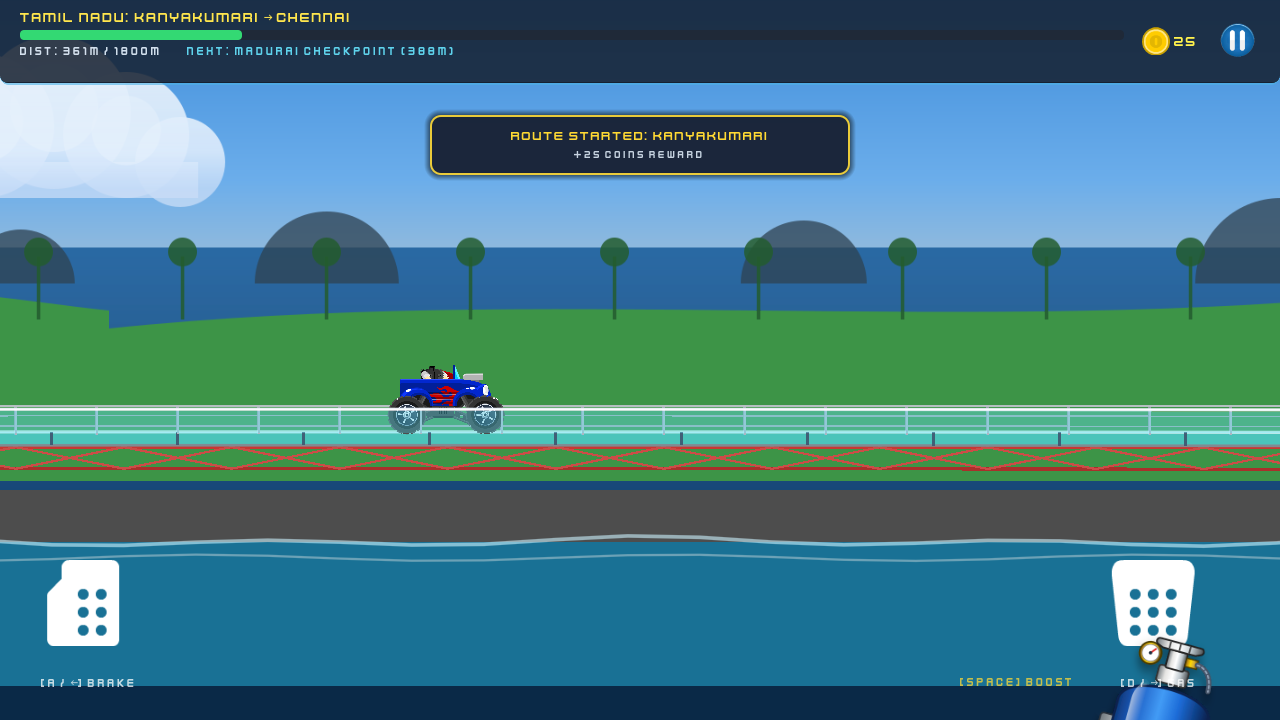 TAMIL NADU: KANYAKUMARI → CHENNAI
DIST: 361M / 1800M NEXT: MADURAI CHECKPOINT (388M)
25
ROUTE STARTED: KANYAKUMARI
+25 COINS REWARD
[A / ←] BRAKE
[SPACE] BOOST
[D / →] GAS